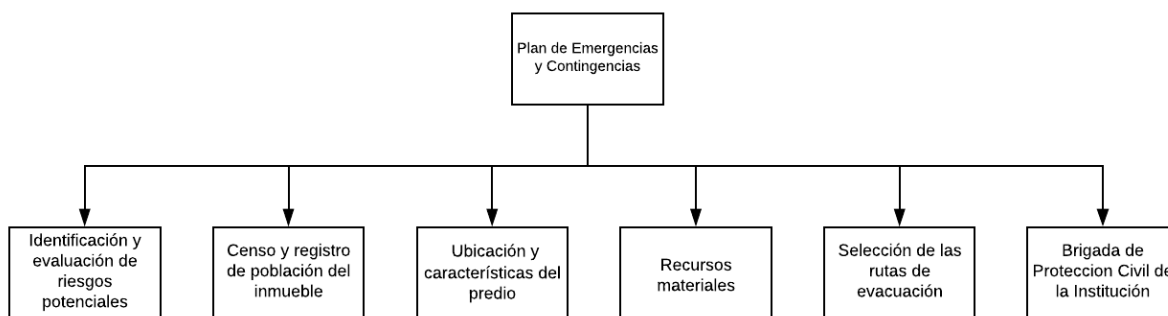 Plan de Emergencias
y Contingencias
Identificación y
evaluación de
riesgos
potenciales
Censo y registro
de población del
inmueble
Ubicación y
características del
predio
Recursos
materiales
Selección de las
rutas de
evacuación
Brigada de
Proteccion Civil de
la Institución